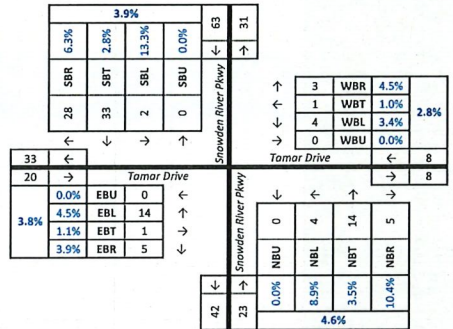 3.9%
6.3% 2.8% 13.3% 0.0%
SBR SBT SBL SBU
28 33 2 0
← ↓ → ↑
63 31
↓ ↑
Snowden River Pkwy
↑ 3 WBR 4.5%
← 1 WBT 1.0%
↓ 4 WBL 3.4%
→ 0 WBU 0.0%
2.8%
Tamar Drive ← 8
→ 8
33 ←
20 → Tamar Drive
0.0% EBU 0 ←
4.5% EBL 14 ↑
1.1% EBT 1 →
3.9% EBR 5 ↓
3.8%
Snowden River Pkwy
↓ ↑
42 23
↓ ← ↑ →
0 4 14 5
NBU NBL NBT NBR
0.0% 8.9% 3.5% 10.4%
4.6%